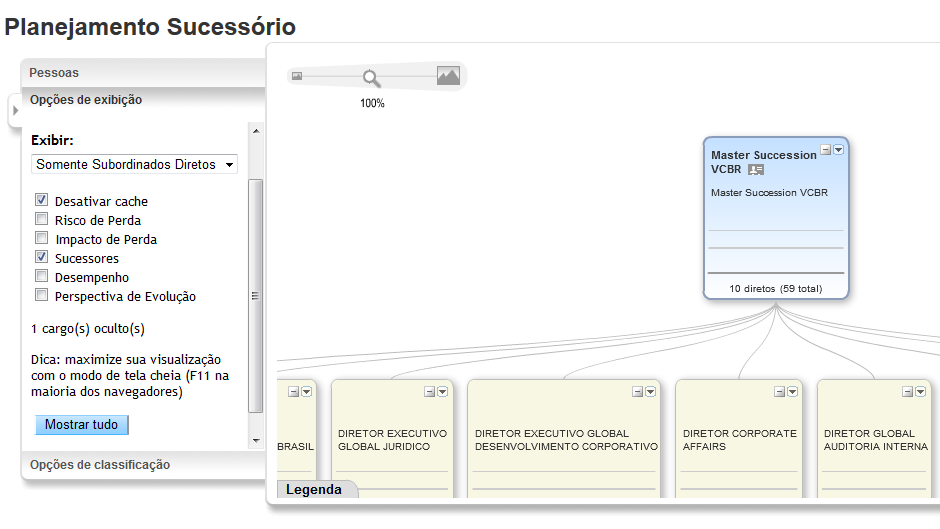 Planejamento Sucessório
Pessoas
Opções de exibição
Exibir:
Somente Subordinados Diretos
Desativar cache
Risco de Perda
Impacto de Perda
Sucessores
Desempenho
Perspectiva de Evolução
1 cargo(s) oculto(s)
Dica: maximize sua visualização
com o modo de tela cheia (F11 na
maioria dos navegadores)
Mostrar tudo
Opções de classificação
100%
Master Succession
VCBR
Master Succession VCBR
10 diretos (59 total)
BRASIL
DIRETOR EXECUTIVO
GLOBAL JURIDICO
DIRETOR EXECUTIVO GLOBAL
DESENVOLVIMENTO CORPORATIVO
DIRETOR CORPORATE
AFFAIRS
DIRETOR GLOBAL
AUDITORIA INTERNA
Legenda